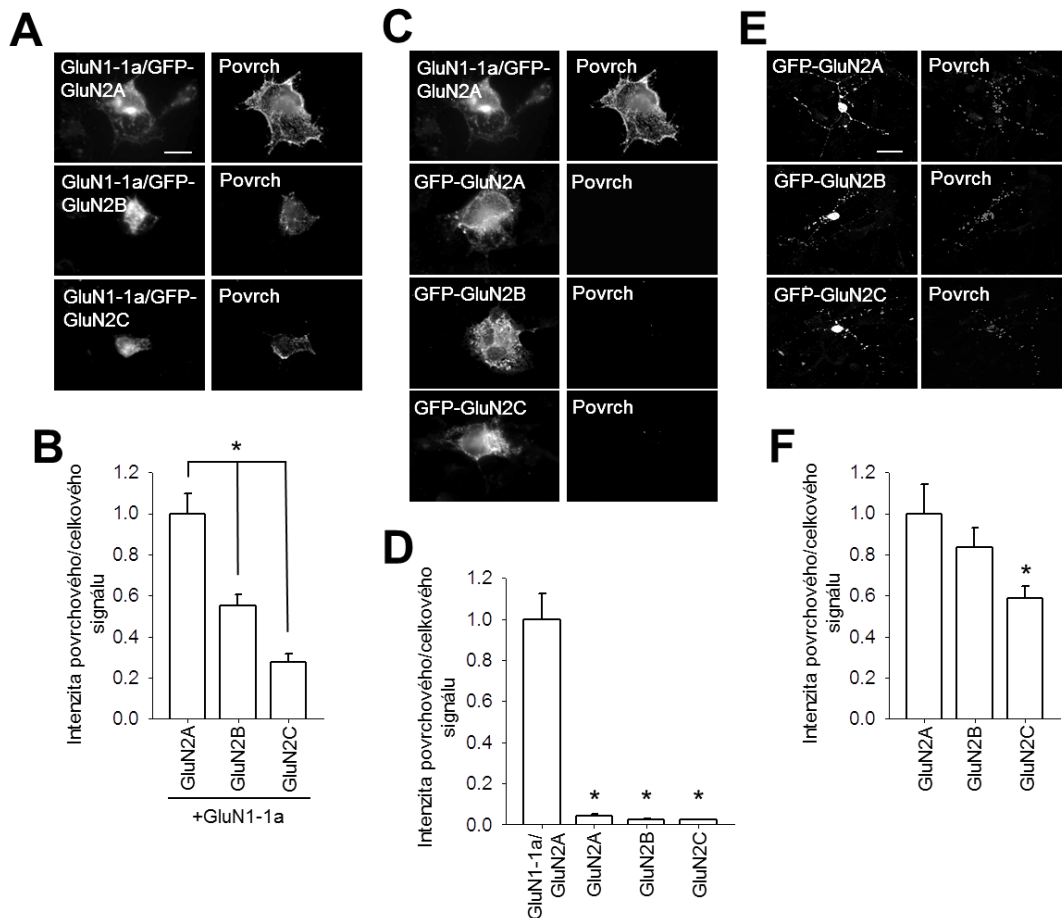 A
GluN1-1a/GFP-
GluN2A
Povrch
GluN1-1a/GFP-
GluN2B
Povrch
GluN1-1a/GFP-
GluN2C
Povrch
B
Intenzita povrchového/celkového
signálu
1.2
1.0
0.8
0.6
0.4
0.2
0.0
*
GluN2A
GluN2B
GluN2C
+GluN1-1a
C
GluN1-1a/GFP-
GluN2A
Povrch
GFP-GluN2A
Povrch
GFP-GluN2B
Povrch
GFP-GluN2C
Povrch
D
Intenzita povrchového/celkového
signálu
1.2
1.0
0.8
0.6
0.4
0.2
0.0
* * *
GluN1-1a/
GluN2A
GluN2A
GluN2B
GluN2C
E
GFP-GluN2A
Povrch
GFP-GluN2B
Povrch
GFP-GluN2C
Povrch
F
Intenzita povrchového/celkového
signálu
1.2
1.0
0.8
0.6
0.4
0.2
0.0
*
GluN2A
GluN2B
GluN2C